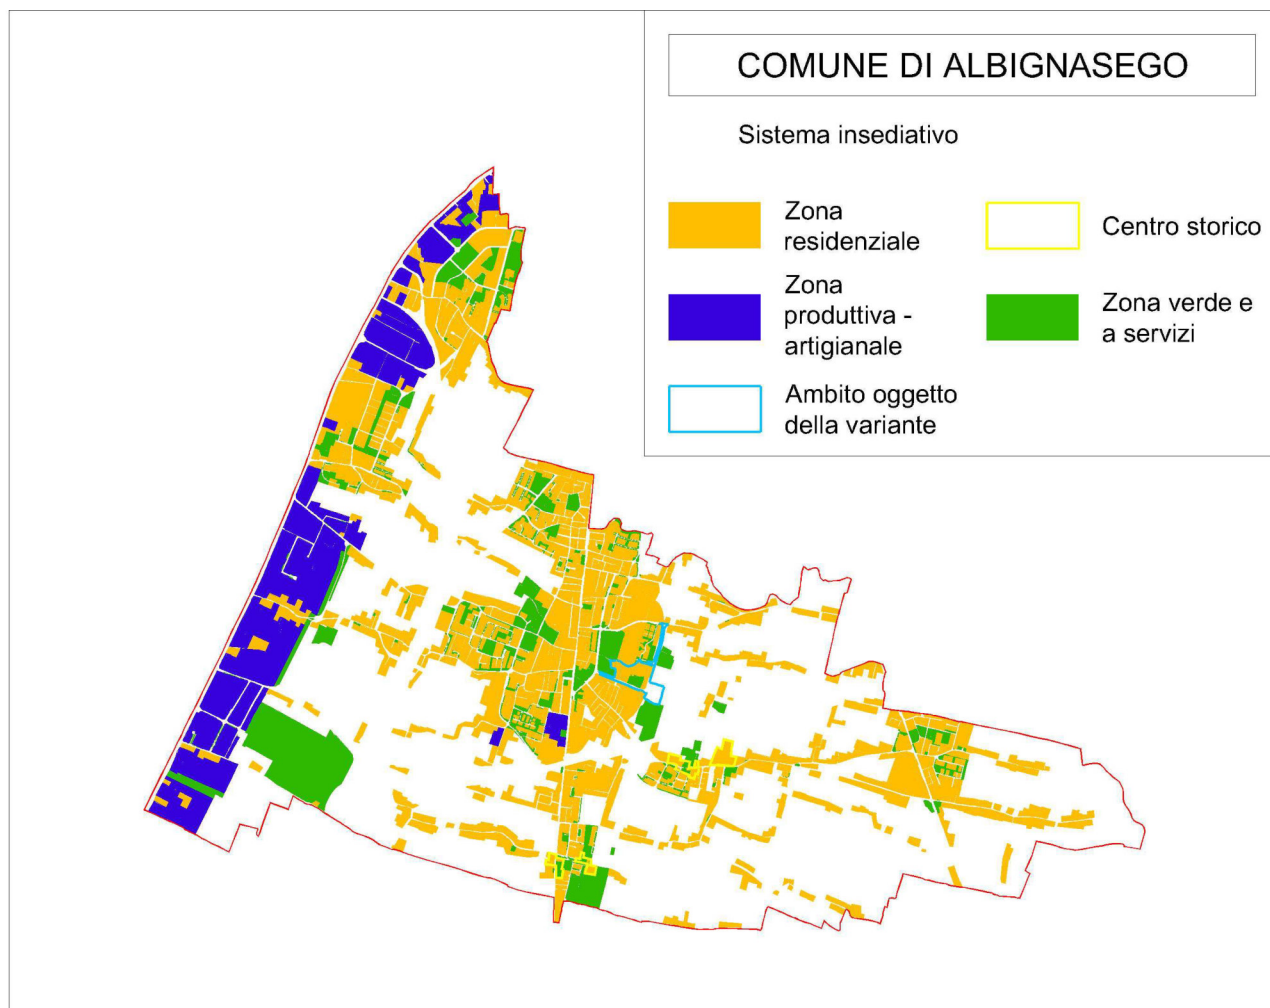 COMUNE DI ALBIGNASEGO
Sistema insediativo
Zona
residenziale
Centro storico
Zona
produttiva -
artigianale
Zona verde e
a servizi
Ambito oggetto
della variante